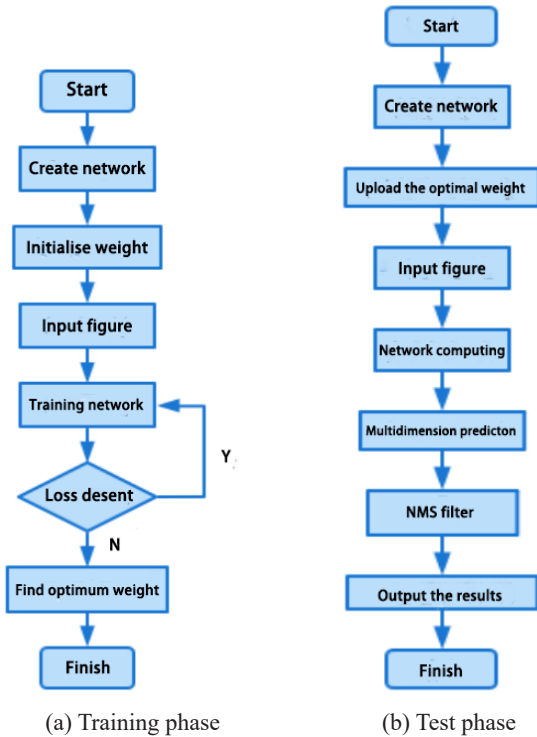 Start
Create network
Initialise weight
Input figure
Training network
Loss desent
Y
N
Find optimum weight
Finish
(a) Training phase
Start
Create network
Upload the optimal weight
Input figure
Network computing
Multidimension predicton
NMS filter
Output the results
Finish
(b) Test phase